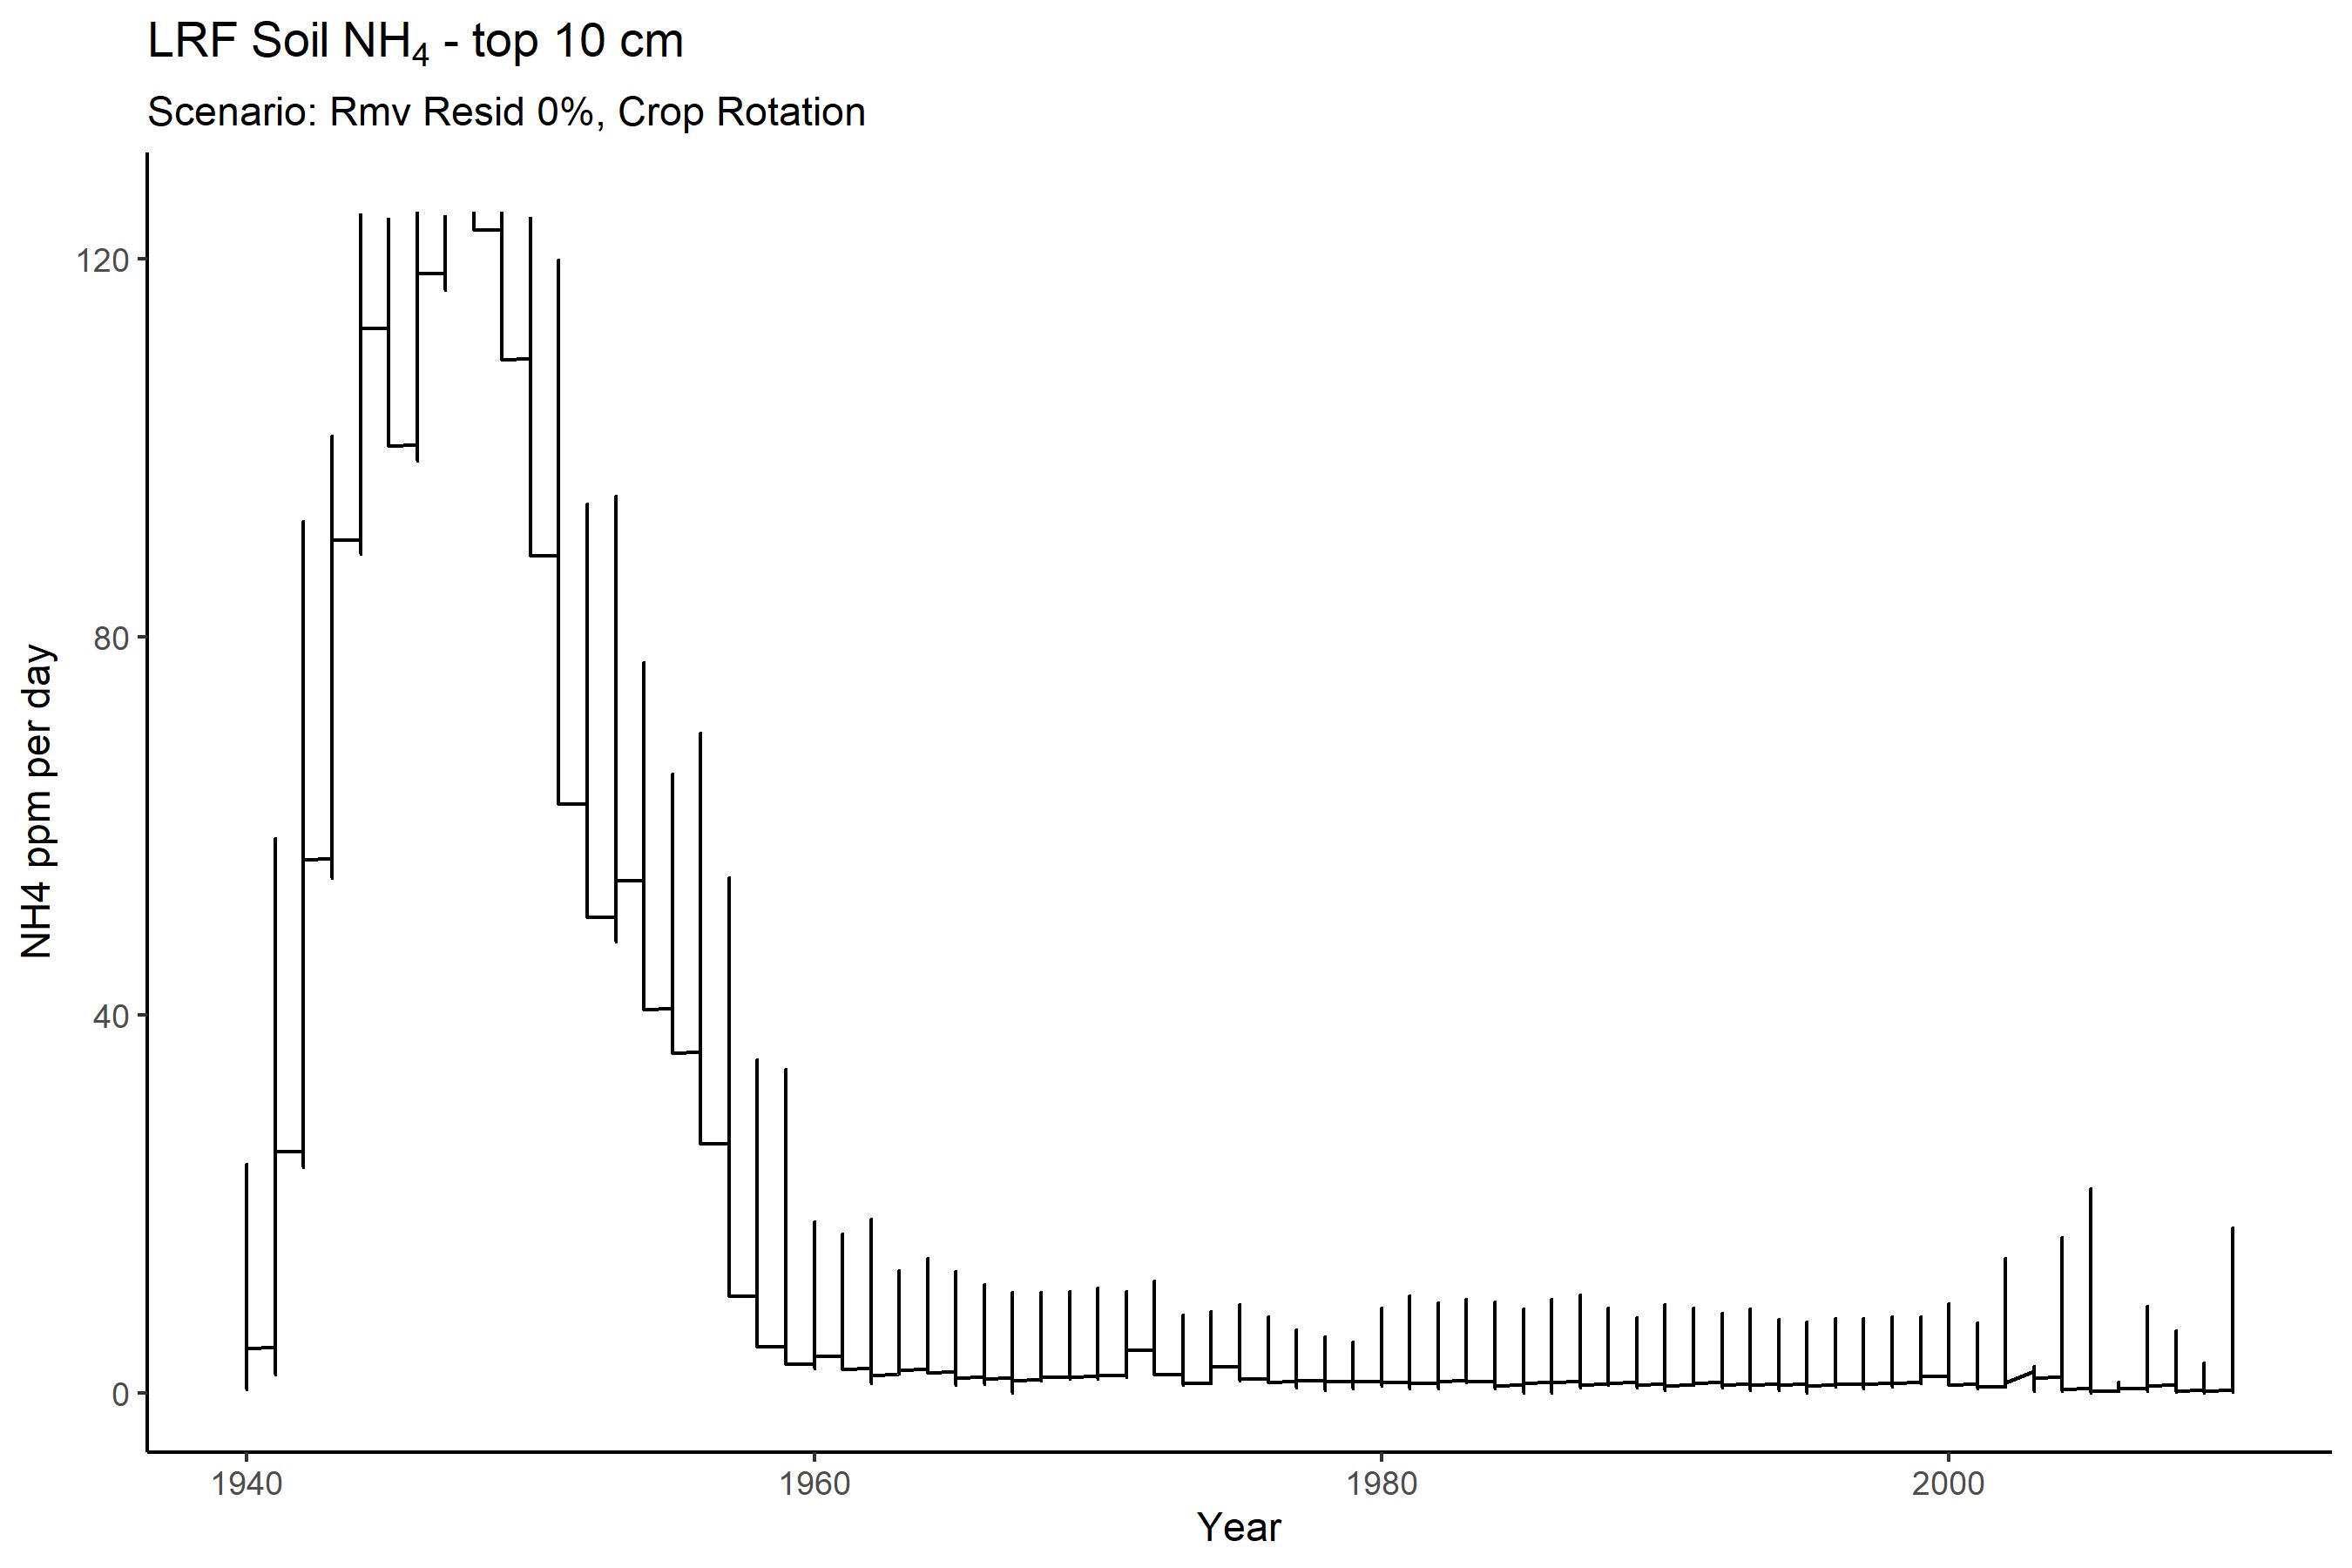 LRF Soil NH₄ - top 10 cm
Scenario: Rmv Resid 0%, Crop Rotation
NH4 ppm per day
120
80
40
0
1940 1960 1980 2000
Year